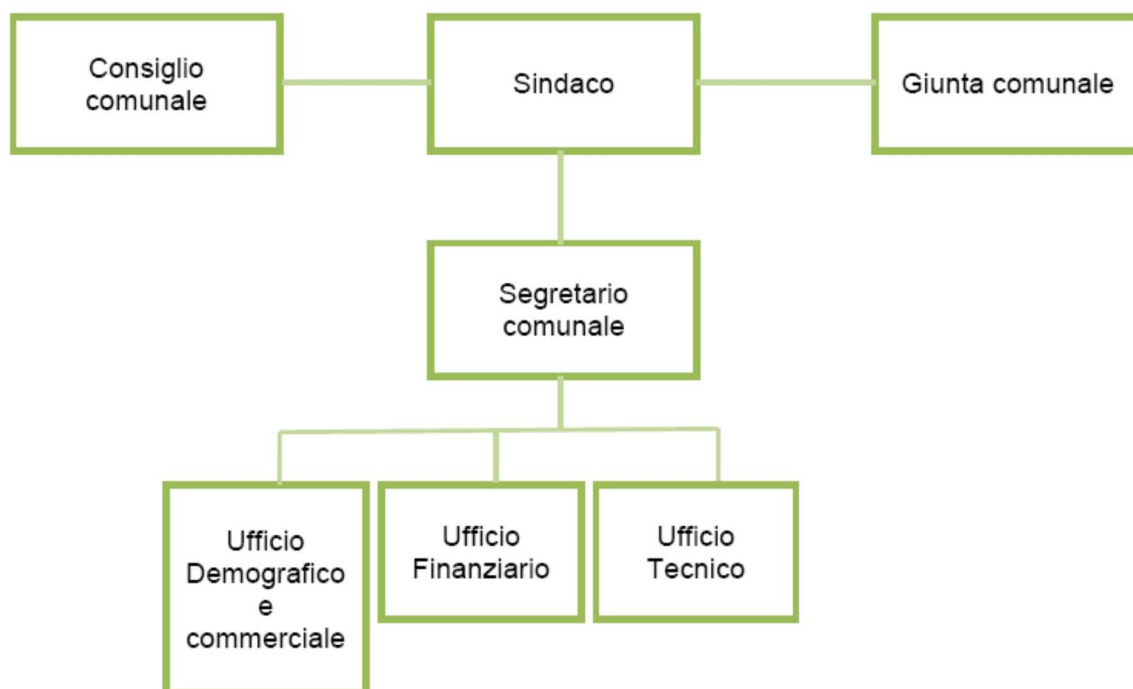 Consiglio
comunale
Sindaco
Giunta comunale
Segretario
comunale
Ufficio
Demografico
e
commerciale
Ufficio
Finanziario
Ufficio
Tecnico